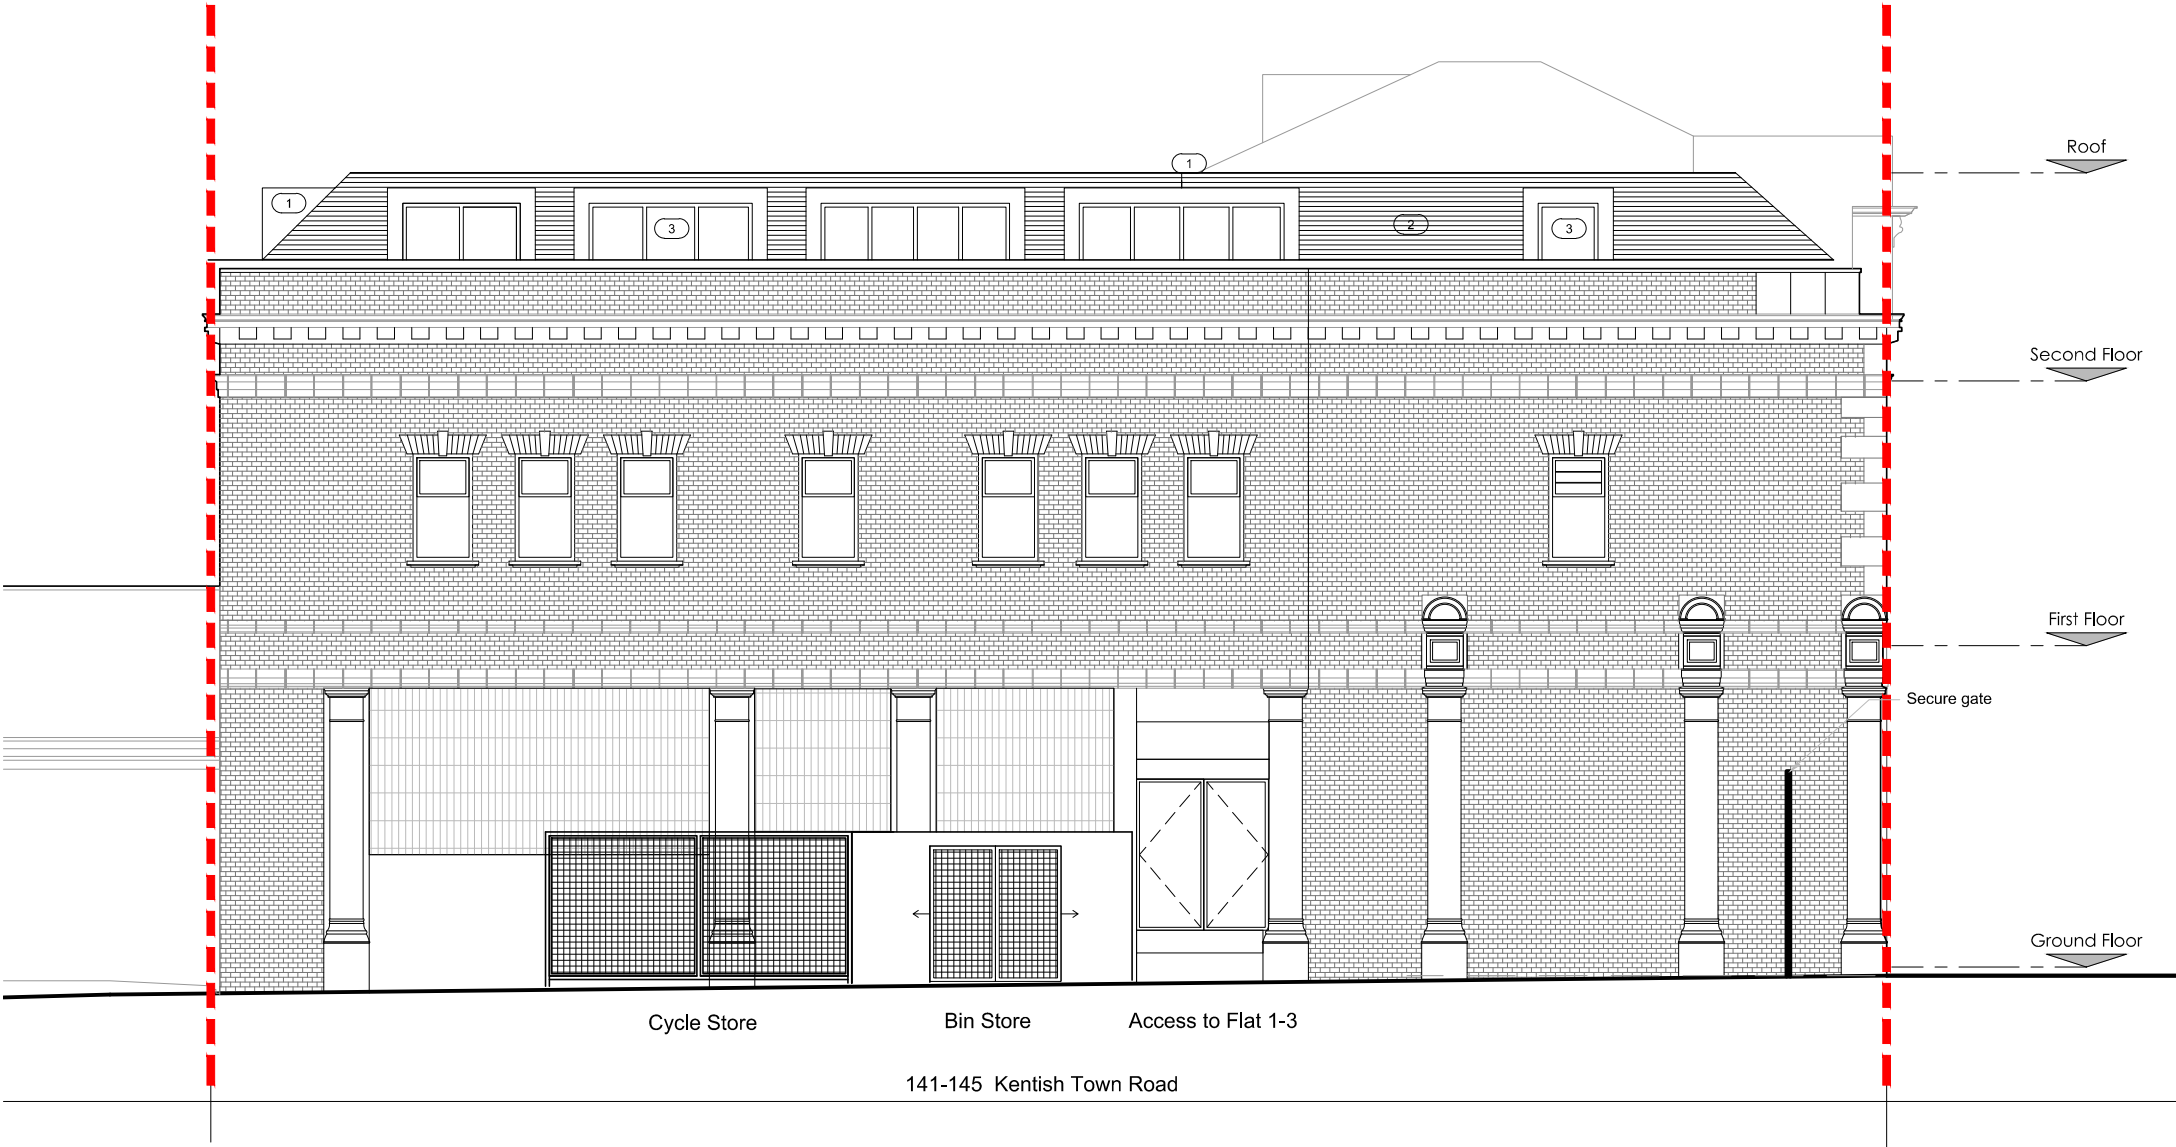 Roof
1
1
3
2
3
Second Floor
First Floor
Secure gate
Ground Floor
Cycle Store
Bin Store
Access to Flat 1-3
141-145 Kentish Town Road